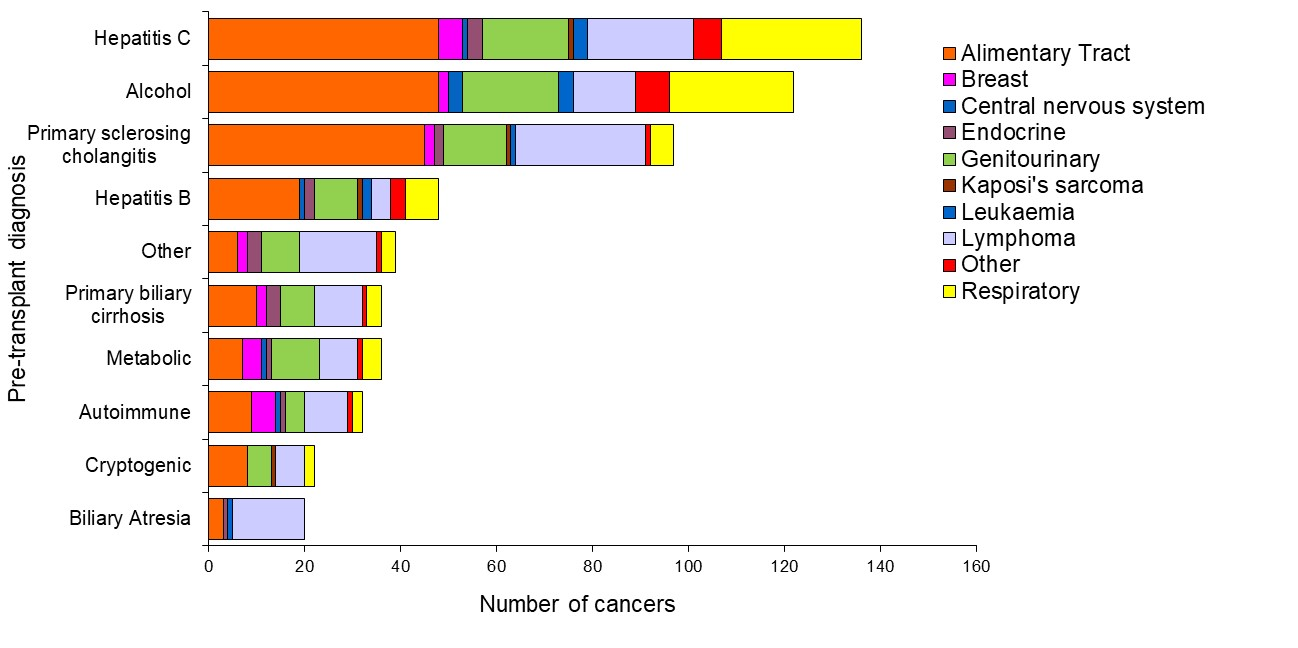 Pre-transplant diagnosis
Hepatitis C
Alcohol
Primary sclerosing
cholangitis
Hepatitis B
Other
Primary biliary
cirrhosis
Metabolic
Autoimmune
Cryptogenic
Biliary Atresia
0 20 40 60 80 100 120 140 160
Number of cancers
Alimentary Tract
Breast
Central nervous system
Endocrine
Genitourinary
Kaposi's sarcoma
Leukaemia
Lymphoma
Other
Respiratory